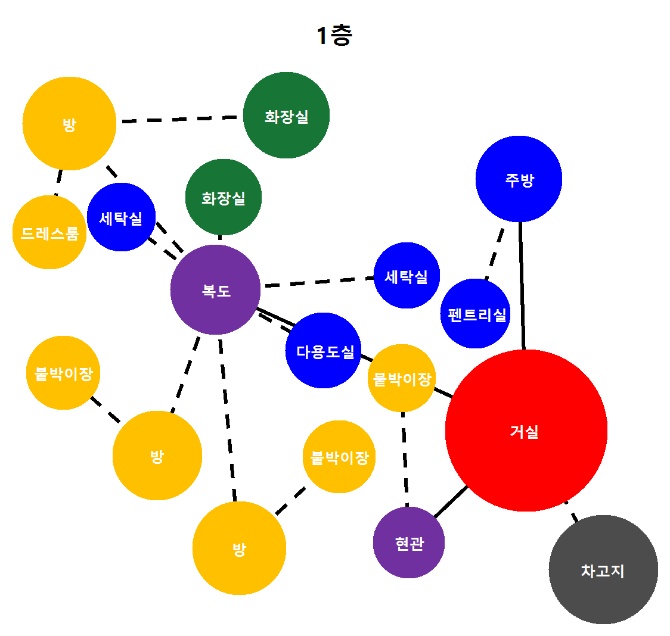 1층
방
화장실
화장실
주방
드레스룸
세탁실
복도
세탁실
펜트리실
다용도실
붙박이장
붙박이장
거실
방
붙박이장
방
현관
차고지